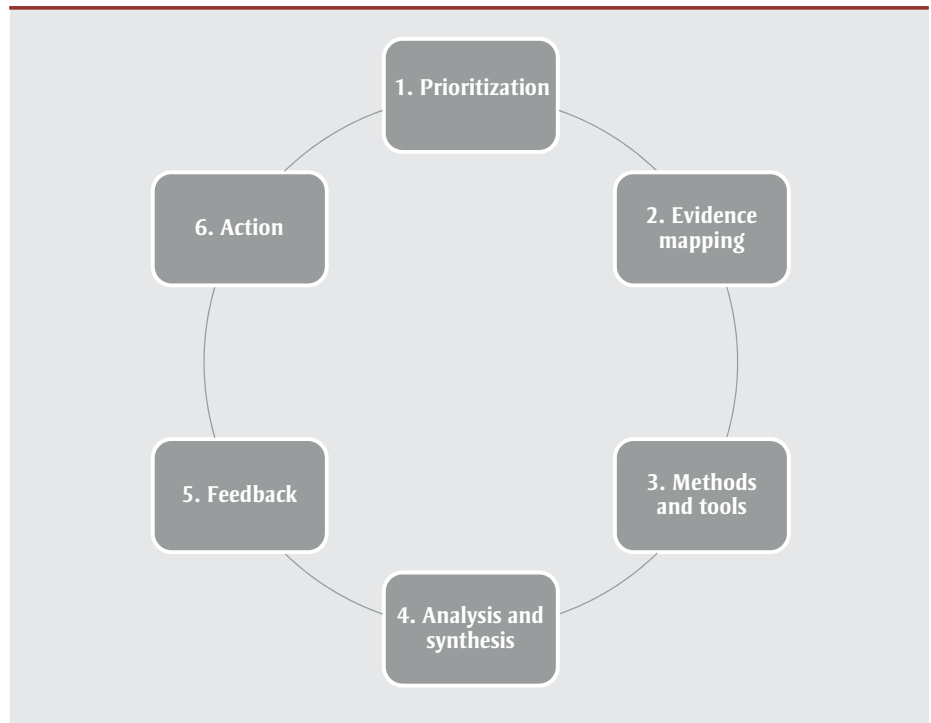 1. Prioritization
2. Evidence
mapping
3. Methods
and tools
4. Analysis and
synthesis
5. Feedback
6. Action